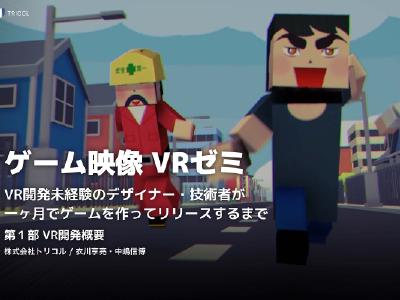 TRICOL
ゲーム映像 VRゼミ
VR開発未経験のデザイナー・技術者が
一ヶ月でゲームを作ってリリースするまで
第１部 VR開発概要
株式会社トリコル / 衣川享亮・中嶋信博